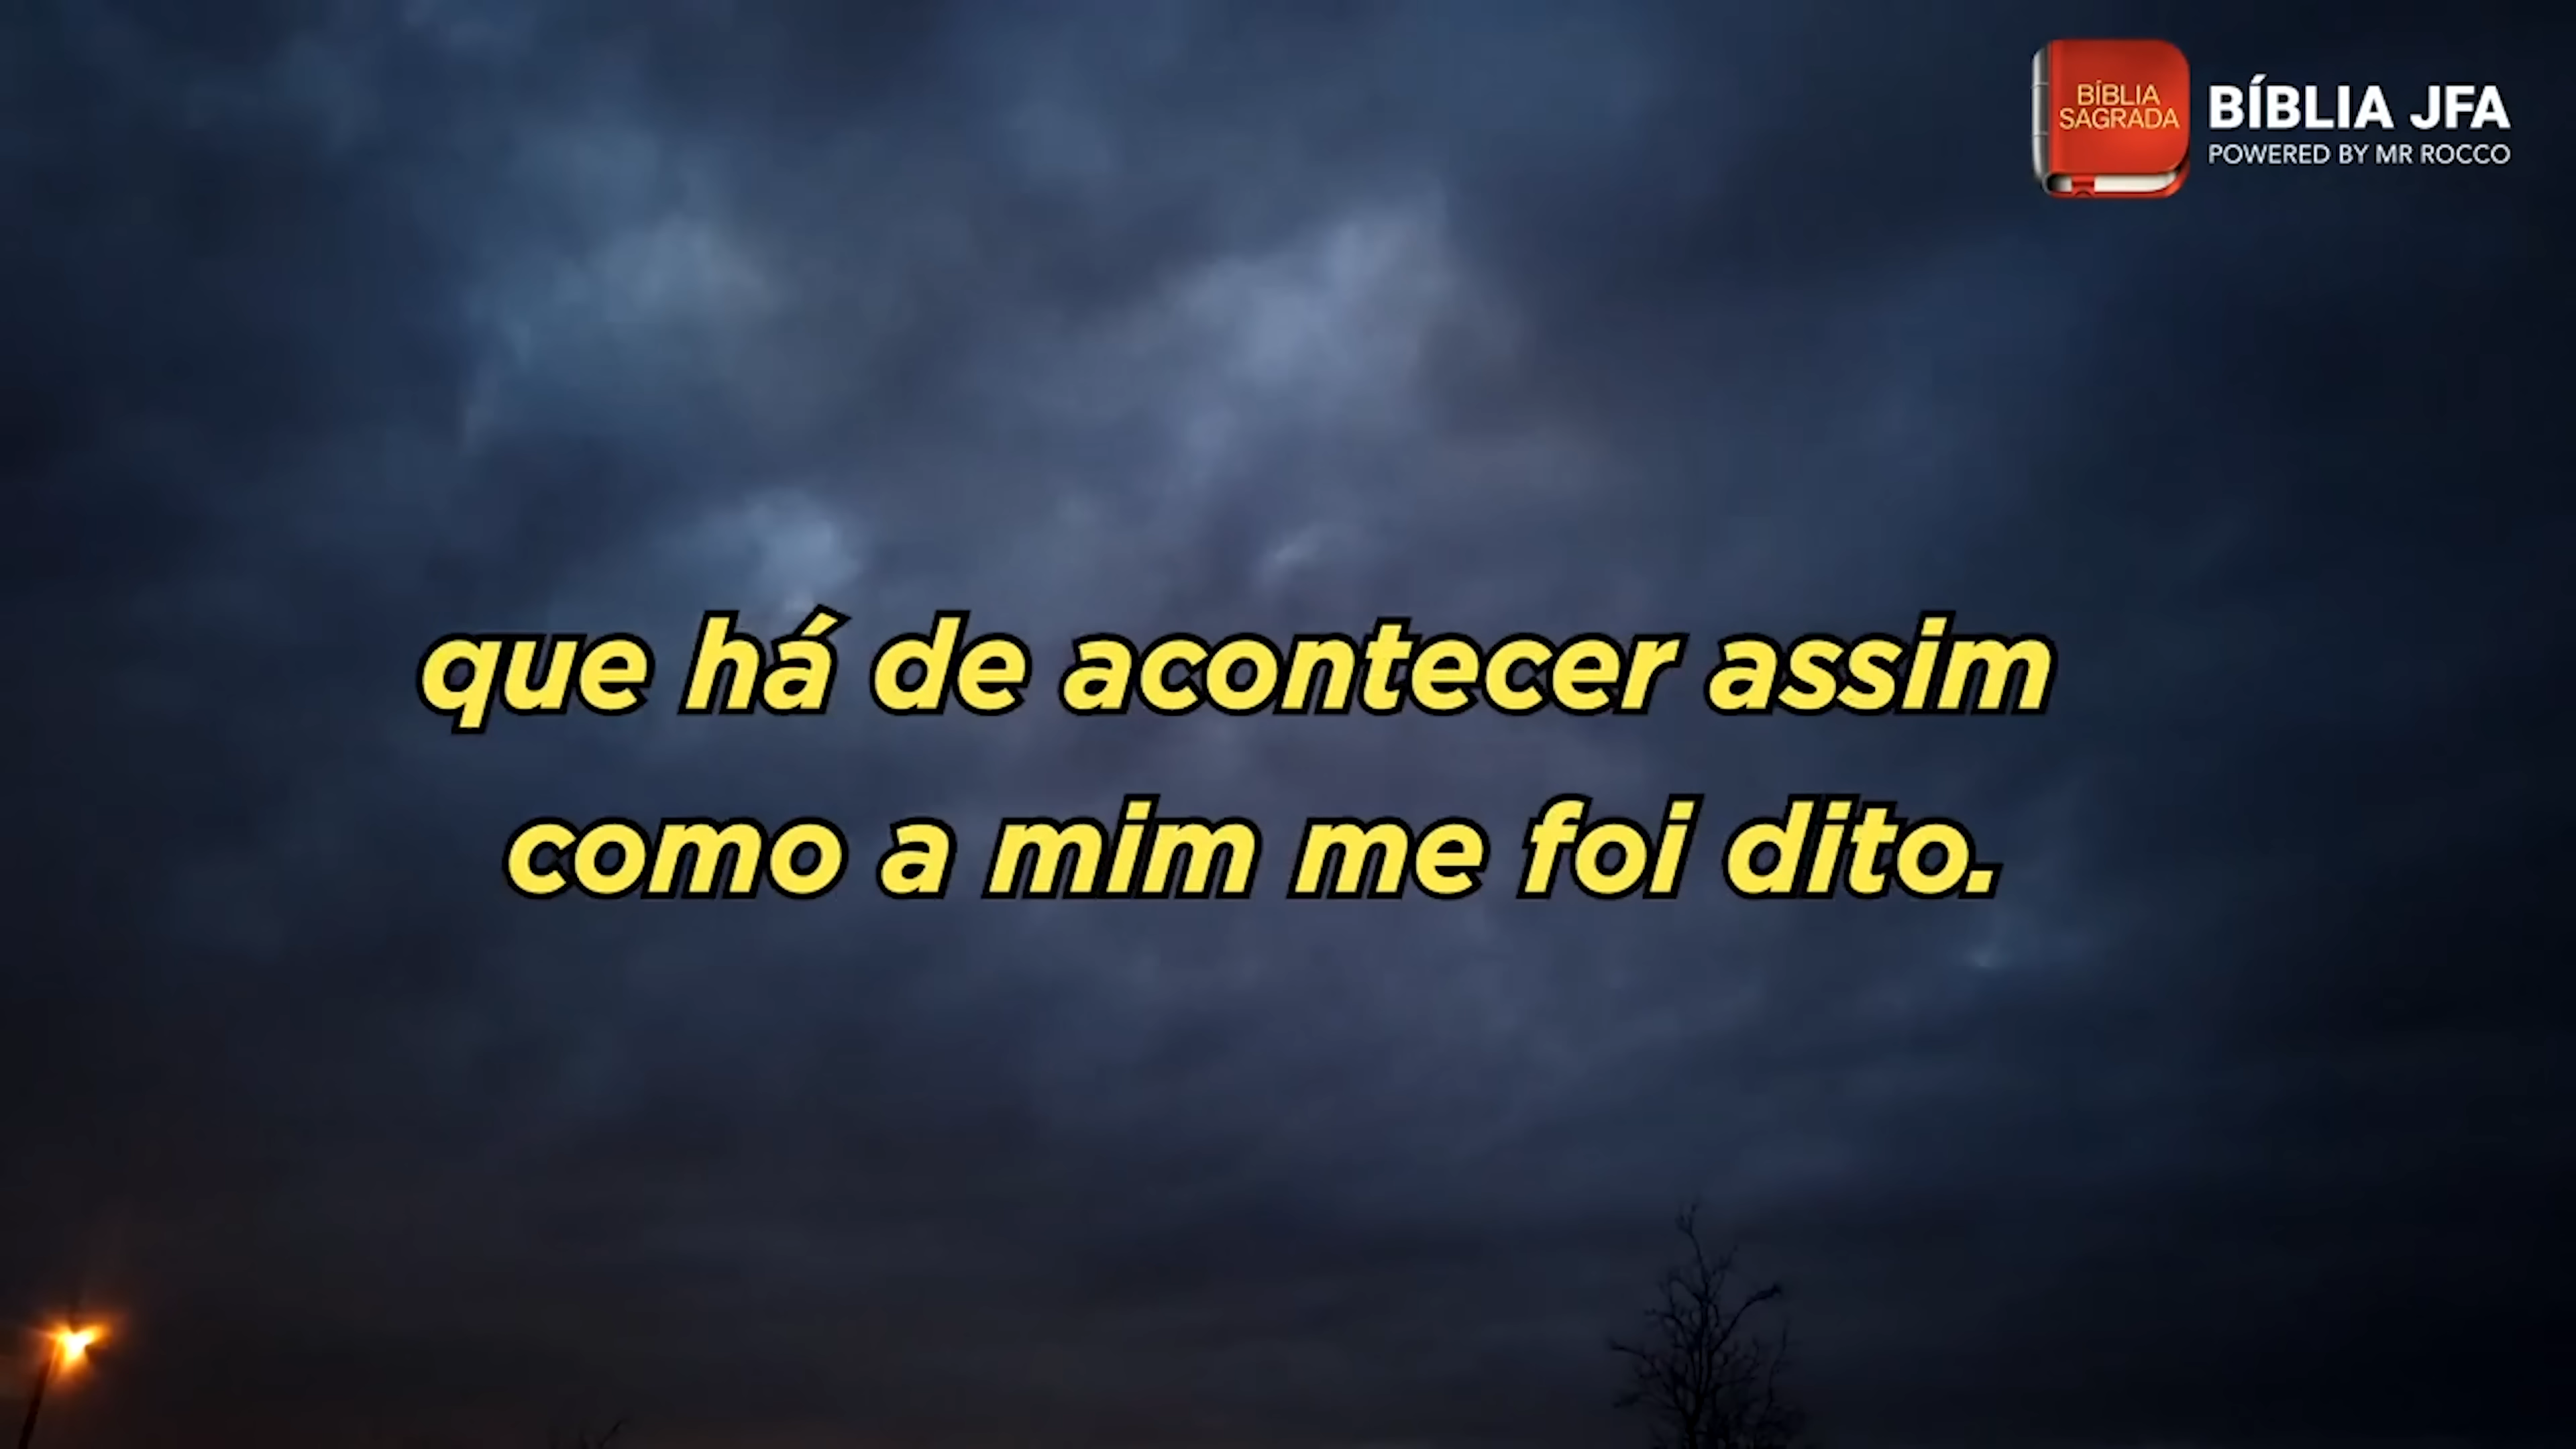 BÍBLIA
SAGRADA
BÍBLIA JFA
POWERED BY MR ROCCO
que há de acontecer assim
como a mim me foi dito.